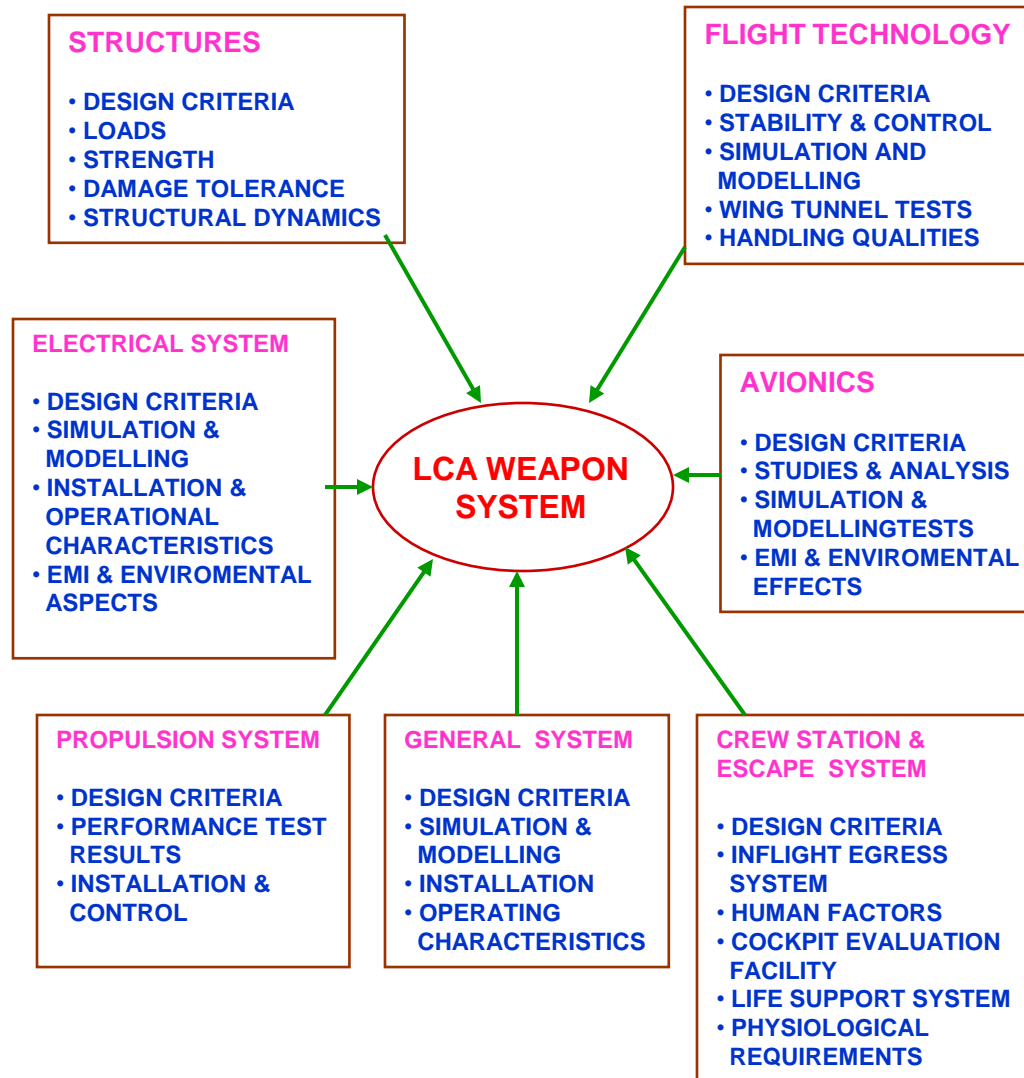 STRUCTURES
• DESIGN CRITERIA
• LOADS
• STRENGTH
• DAMAGE TOLERANCE
• STRUCTURAL DYNAMICS
FLIGHT TECHNOLOGY
• DESIGN CRITERIA
• STABILITY & CONTROL
• SIMULATION AND
MODELLING
• WING TUNNEL TESTS
• HANDLING QUALITIES
ELECTRICAL SYSTEM
• DESIGN CRITERIA
• SIMULATION &
MODELLING
• INSTALLATION &
OPERATIONAL
CHARACTERISTICS
• EMI & ENVIROMENTAL
ASPECTS
LCA WEAPON
SYSTEM
AVIONICS
• DESIGN CRITERIA
• STUDIES & ANALYSIS
• SIMULATION &
MODELLINGTESTS
• EMI & ENVIROMENTAL
EFFECTS
PROPULSION SYSTEM
• DESIGN CRITERIA
• PERFORMANCE TEST
RESULTS
• INSTALLATION &
CONTROL
GENERAL SYSTEM
• DESIGN CRITERIA
• SIMULATION &
MODELLING
• INSTALLATION
• OPERATING
CHARACTERISTICS
CREW STATION &
ESCAPE SYSTEM
• DESIGN CRITERIA
• INFLIGHT EGRESS
SYSTEM
• HUMAN FACTORS
• COCKPIT EVALUATION
FACILITY
• LIFE SUPPORT SYSTEM
• PHYSIOLOGICAL
REQUIREMENTS